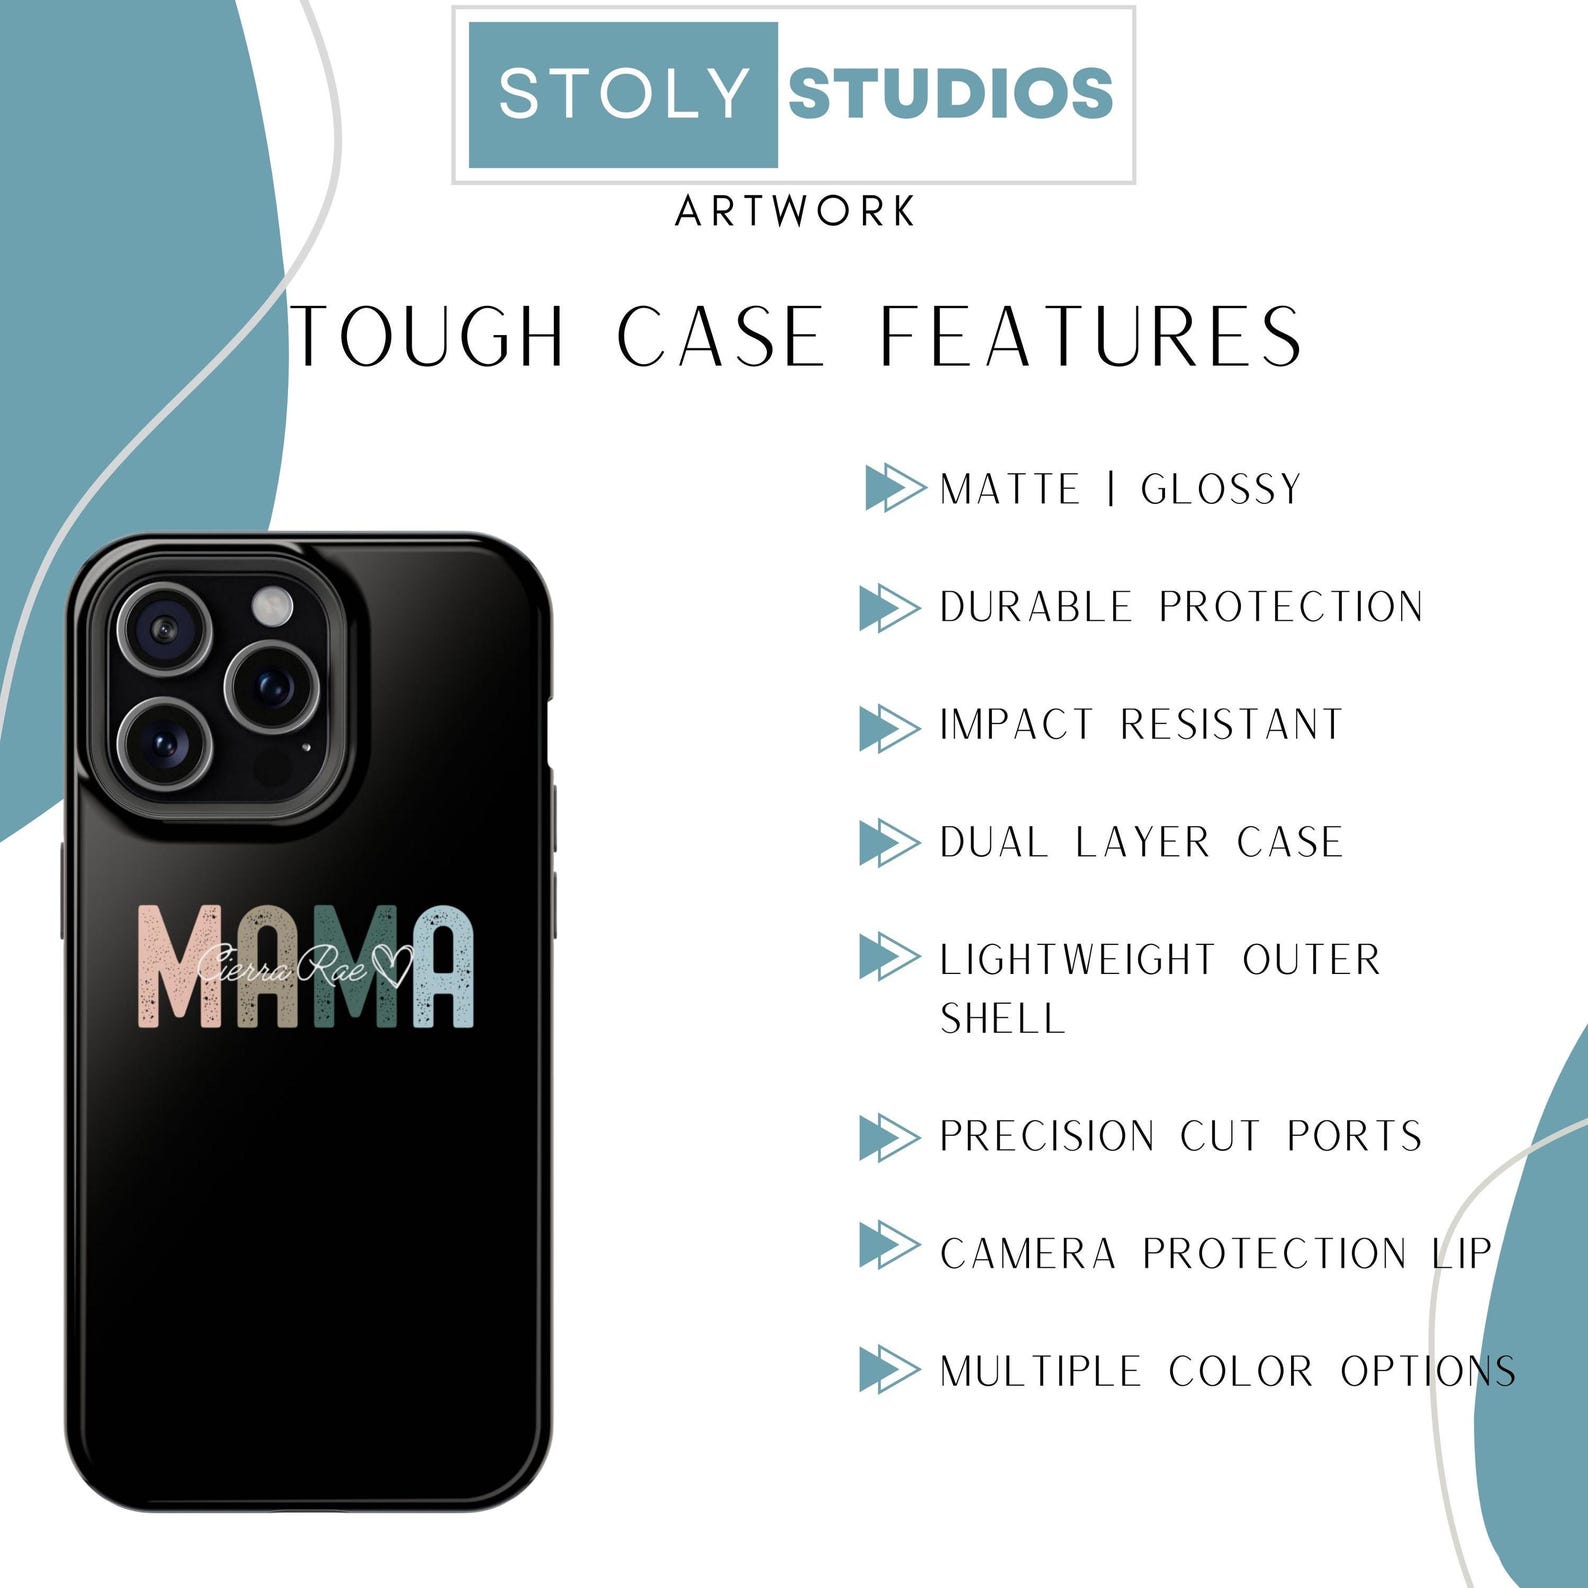 STOLY STUDIOS
ARTWORK
TOUGH CASE FEATURES
MATTE | GLOSSY
DURABLE PROTECTION
IMPACT RESISTANT
DUAL LAYER CASE
LIGHTWEIGHT OUTER
SHELL
PRECISION CUT PORTS
CAMERA PROTECTION LIP
MULTIPLE COLOR OPTIONS
MAMA
Cierra Rae